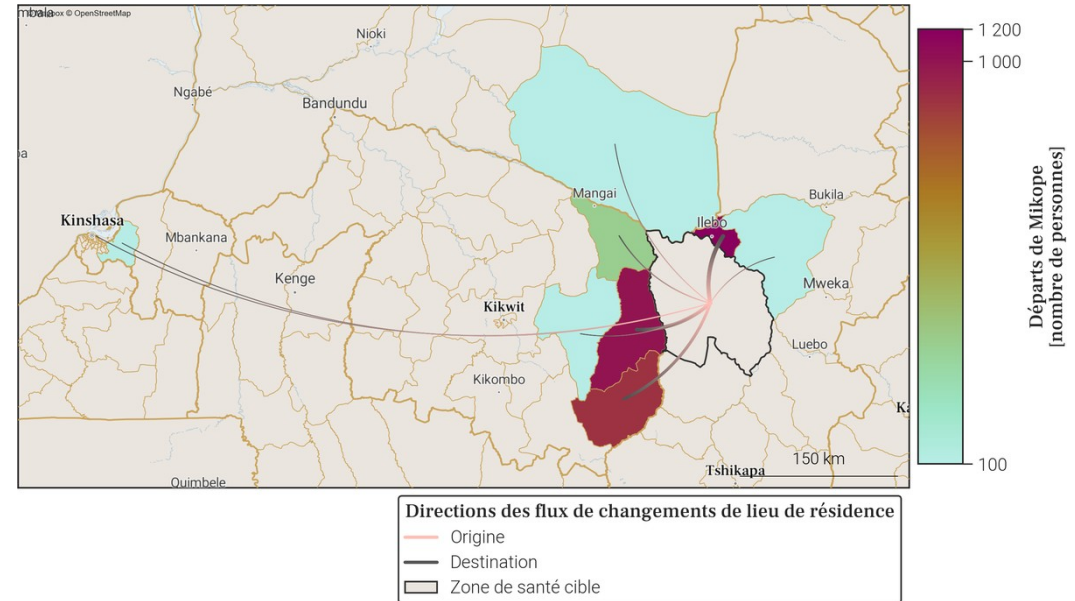 mbala
© OpenStreetMap
Nioki
Ngabé
Bandundu
Mangai
Bukila
Ilebo
Kinshasa
Mbankana
Kenge
Mweka
Kikwit
Luebo
Kikombo
Tshikapa
150 km
Quimbele
1 200
1 000
100
Départs de Mikope
[nombre de personnes]
Directions des flux de changements de lieu de résidence
Origine
Destination
Zone de santé cible